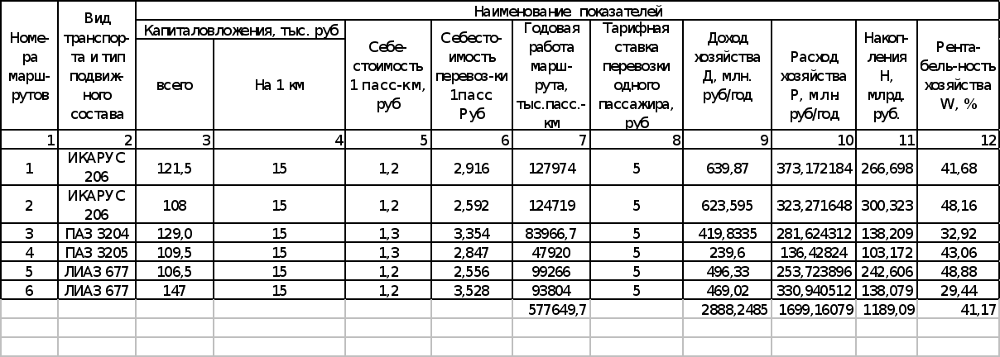 Номе-
ра
марш-
рутов
Вид
транспор-
та и тип
подвиж-
ного
состава
Наименование показателей
Капиталовложения, тыс. руб
всего
На 1 км
Себе-
стоимость
1 пасс-км,
руб
Себесто-
имость
перевоз-ки
1пасс
Руб
Годовая
работа
марш-
рута,
тыс.пасс.-
км
Тарифная
ставка
перевозки
одного
пассажира,
руб
Доход
хозяйства
Д, млн.
руб/год
Расход
хозяйства
Р, млн
руб/год
Накоп-
ления
Н,
млрд.
руб.
Рента-
бель-ность
хозяйства
W, %
1 2 3 4 5 6 7 8 9 10 11 12
1 ИКАРУС 206 121,5 15 1,2 2,916 127974 5 639,87 373,172184 266,698 41,68
2 ИКАРУС 206 108 15 1,2 2,592 124719 5 623,595 323,271648 300,323 48,16
3 ПАЗ 3204 129,0 15 1,3 3,354 83966,7 5 419,8335 281,624312 138,209 32,92
4 ПАЗ 3205 109,5 15 1,3 2,847 47920 5 239,6 136,42824 103,172 43,06
5 ЛИАЗ 677 106,5 15 1,2 2,556 99266 5 496,33 253,723896 242,606 48,88
6 ЛИАЗ 677 147 15 1,2 3,528 93804 5 469,02 330,940512 138,079 29,44
577649,7 2888,2485 1699,16079 1189,09 41,17